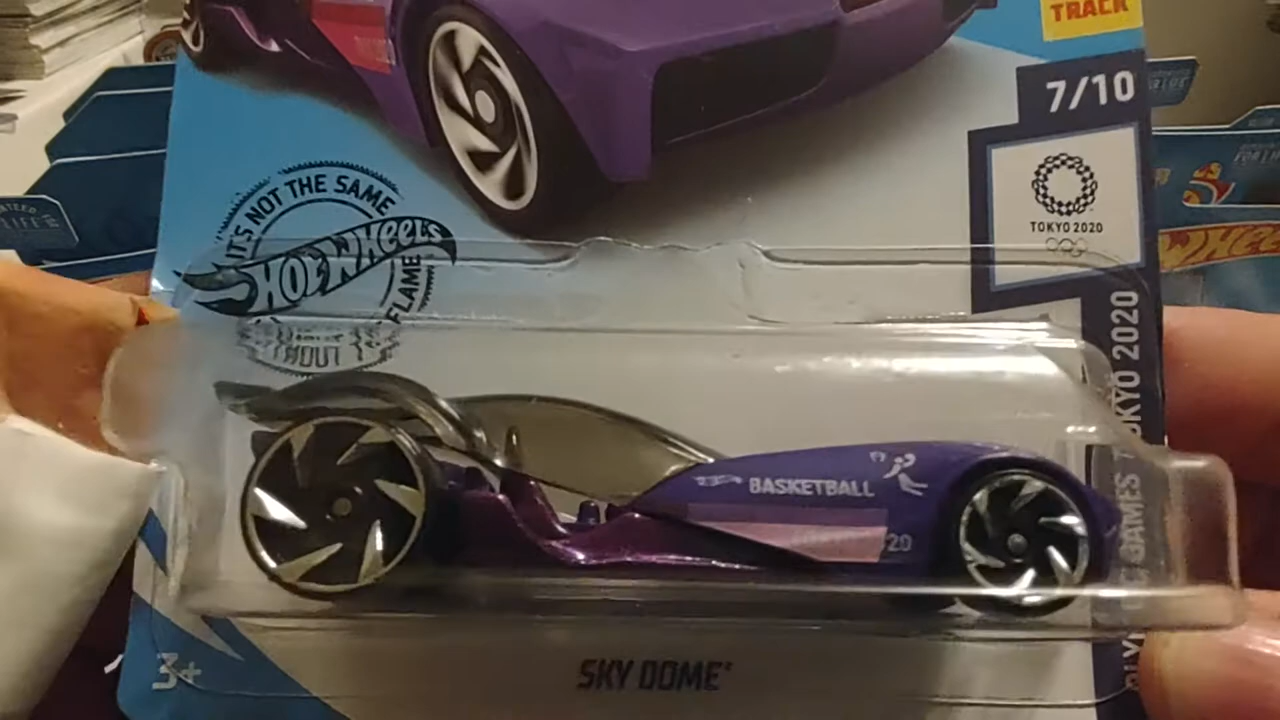 TRACK
7/10
TOKYO 2020
IT'S NOT THE SAME
HOT WHEELS
FLAME
BASKETBALL
20
SKY DOME
3+
GAMES TOKYO 2020